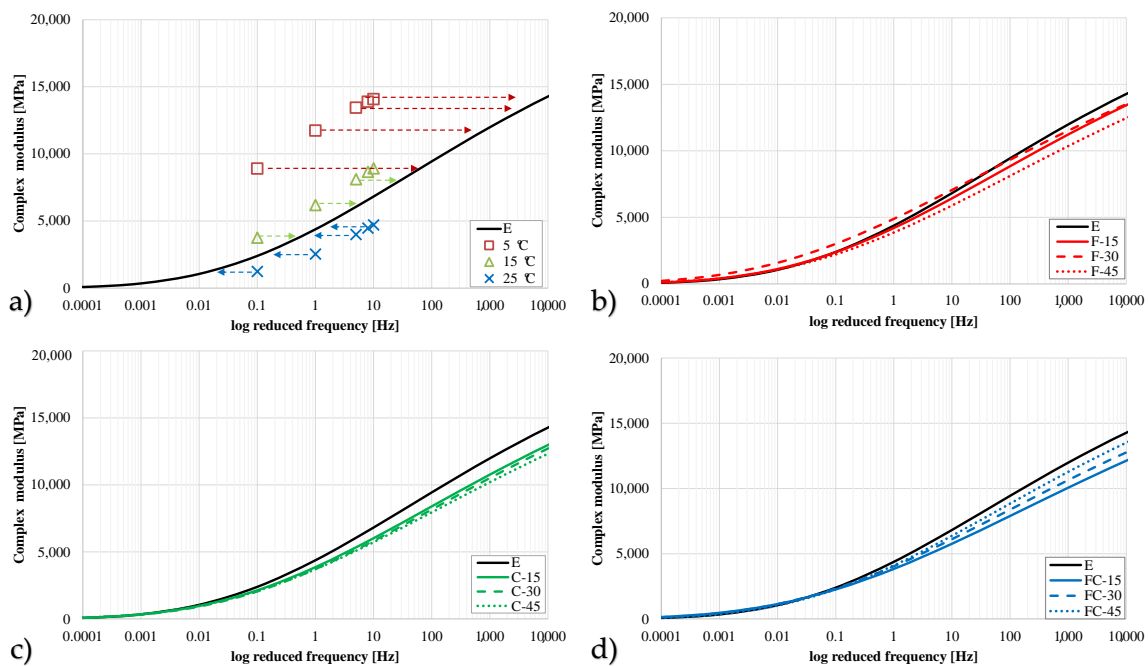 20,000
15,000
10,000
5,000
0
Complex modulus [MPa]
E
5 °C
15 °C
25 °C
0.0001 0.001 0.01 0.1 1 10 100 1,000 10,000
log reduced frequency [Hz]
a)
20,000
15,000
10,000
5,000
0
Complex modulus [MPa]
E
F-15
F-30
F-45
0.0001 0.001 0.01 0.1 1 10 100 1,000 10,000
log reduced frequency [Hz]
b)
20,000
15,000
10,000
5,000
0
Complex modulus [MPa]
E
C-15
C-30
C-45
0.0001 0.001 0.01 0.1 1 10 100 1,000 10,000
log reduced frequency [Hz]
c)
20,000
15,000
10,000
5,000
0
Complex modulus [MPa]
E
FC-15
FC-30
FC-45
0.0001 0.001 0.01 0.1 1 10 100 1,000 10,000
log reduced frequency [Hz]
d)